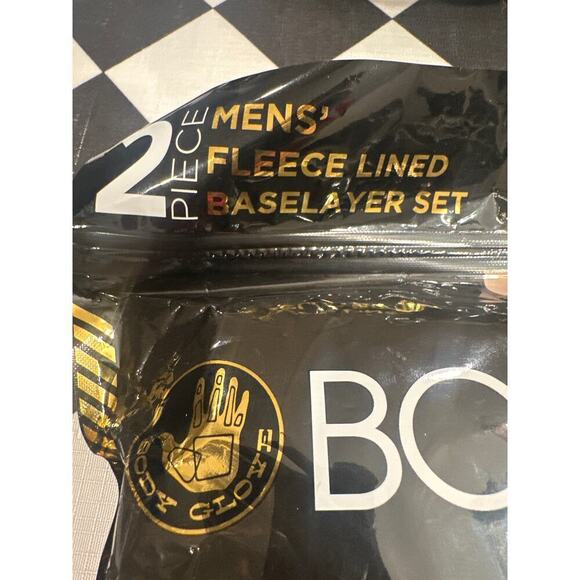 2 PIECE
MENS'
FLEECE LINED
BASELAYER SET
BODY GLOVE
BO